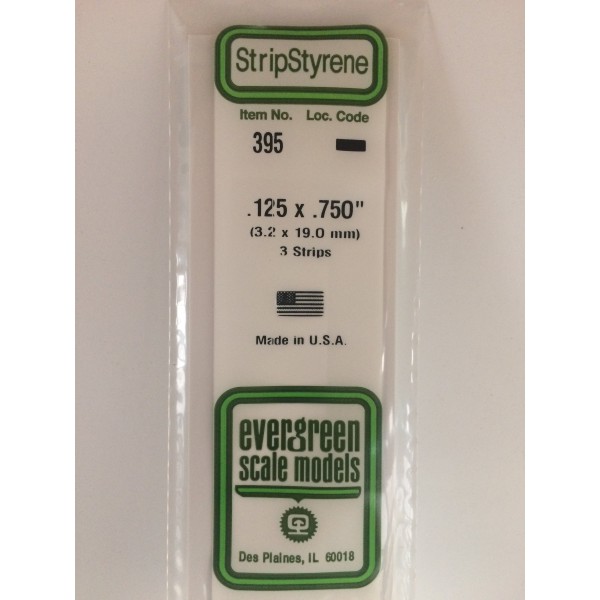 StripStyrene
Item No. Loc. Code
395
.125 x .750"
(3.2 x 19.0 mm)
3 Strips
Made in U.S.A.
evergreen
scale models
Des Plaines, IL 60018